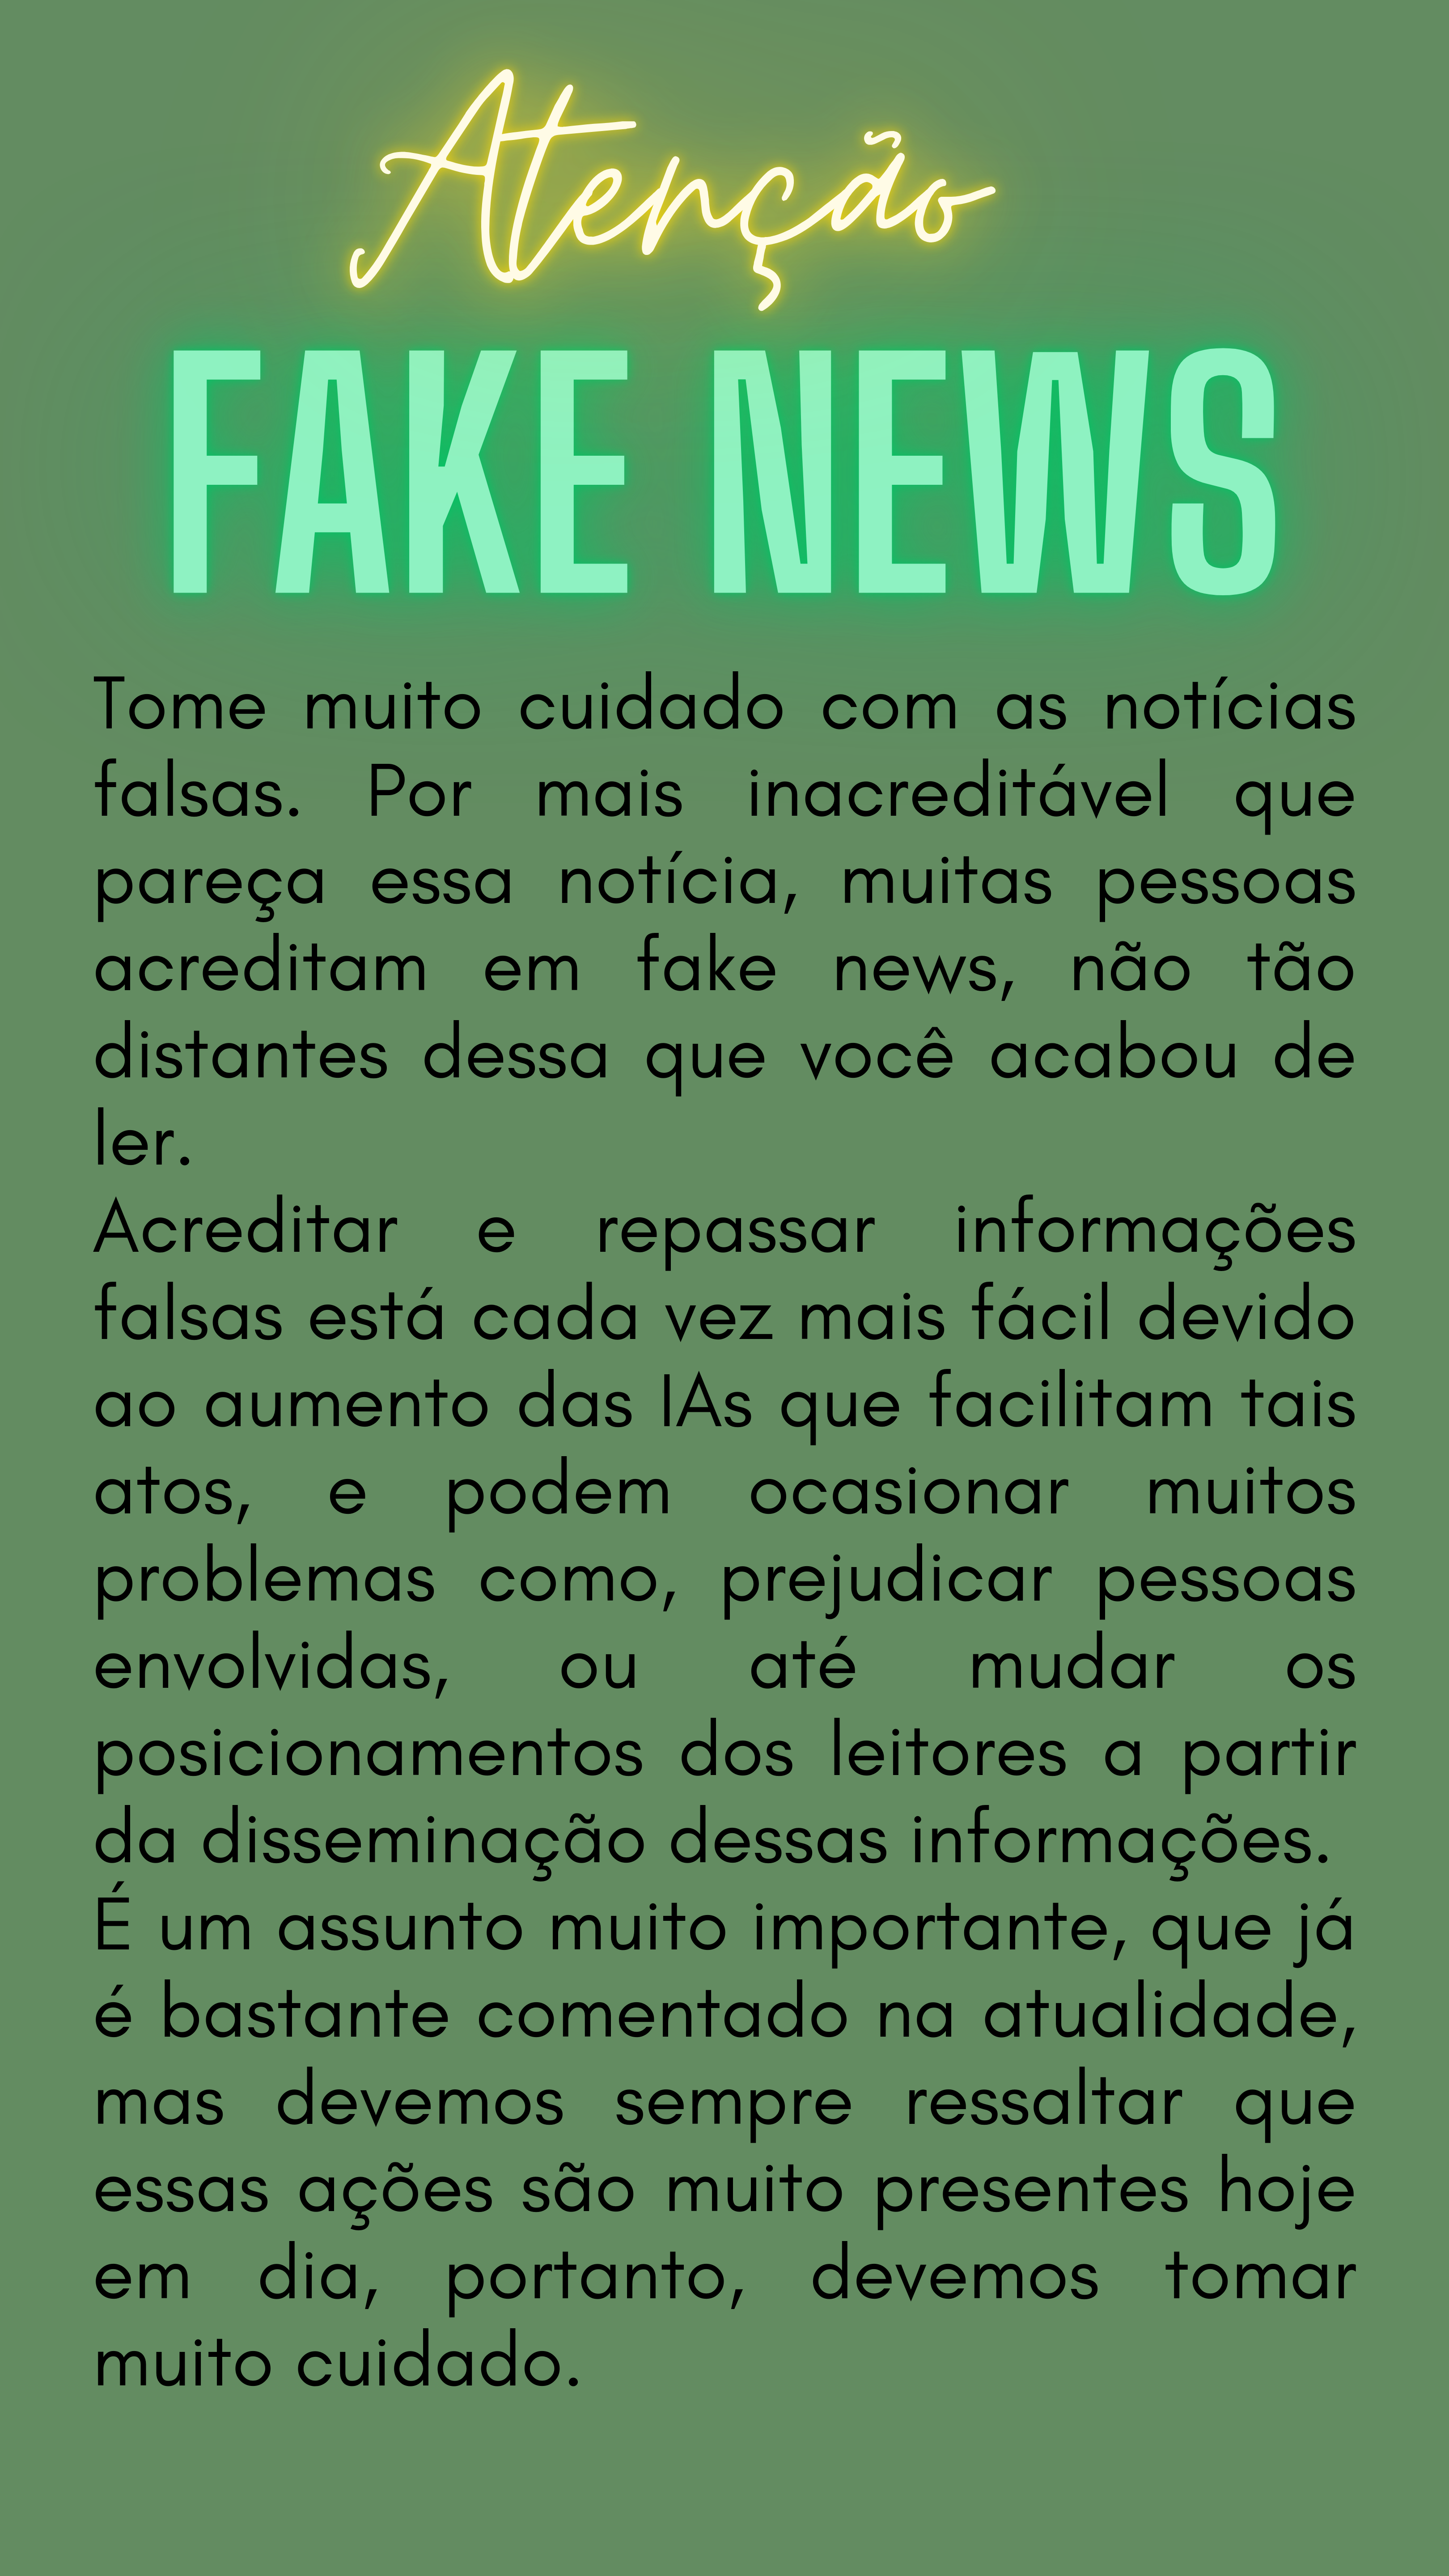 Atenção
FAKE NEWS
Tome muito cuidado com as notícias
falsas. Por mais inacreditável que
pareça essa notícia, muitas pessoas
acreditam em fake news, não tão
distantes dessa que você acabou de
ler.
Acreditar e repassar informações
falsas está cada vez mais fácil devido
ao aumento das IAs que facilitam tais
atos, e podem ocasionar muitos
problemas como, prejudicar pessoas
envolvidas, ou até mudar os
posicionamentos dos leitores a partir
da disseminação dessas informações.
É um assunto muito importante, que já
é bastante comentado na atualidade,
mas devemos sempre ressaltar que
essas ações são muito presentes hoje
em dia, portanto, devemos tomar
muito cuidado.